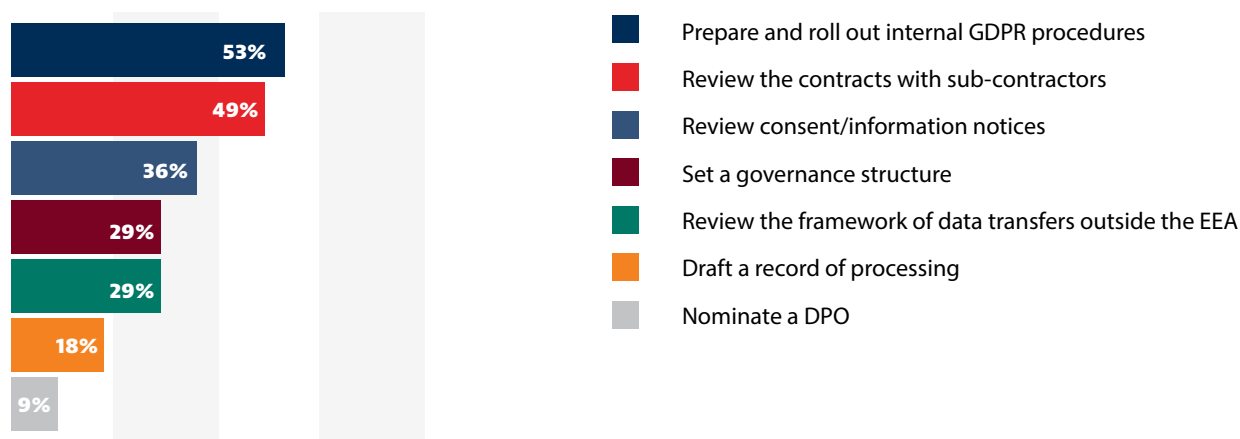 53%
49%
36%
29%
29%
18%
9%
Prepare and roll out internal GDPR procedures
Review the contracts with sub-contractors
Review consent/information notices
Set a governance structure
Review the framework of data transfers outside the EEA
Draft a record of processing
Nominate a DPO